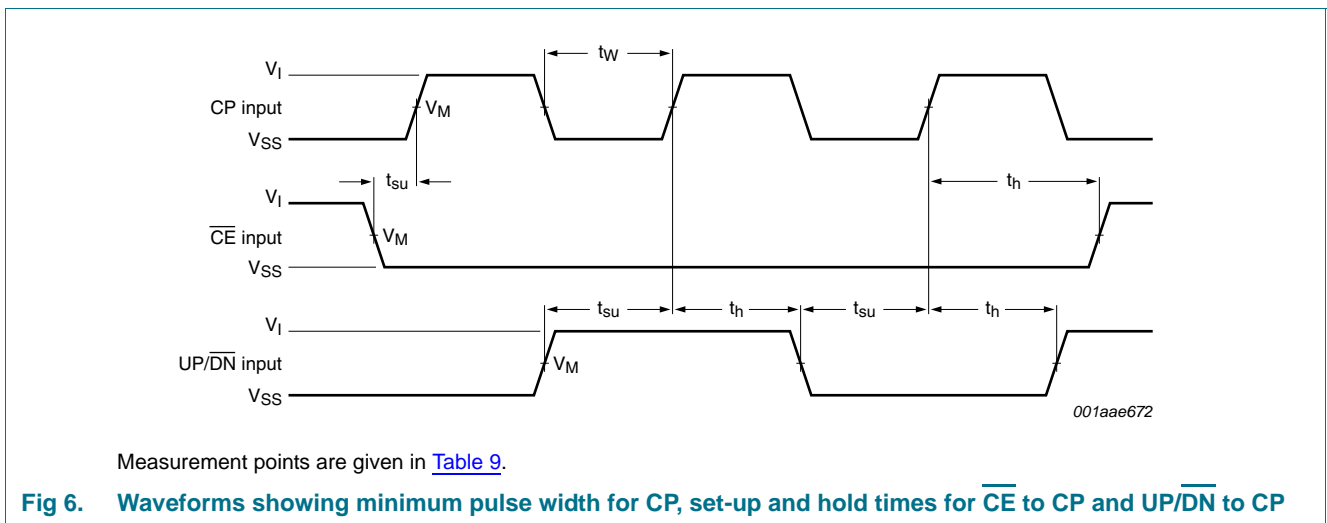 tW
VI
CP input
VM
VSS
tsu
th
VI
CE input
VM
VSS
tsu
th
tsu
th
VI
UP/DN input
VM
VSS
001aae672
Measurement points are given in Table 9.
Fig 6. Waveforms showing minimum pulse width for CP, set-up and hold times for CE to CP and UP/DN to CP